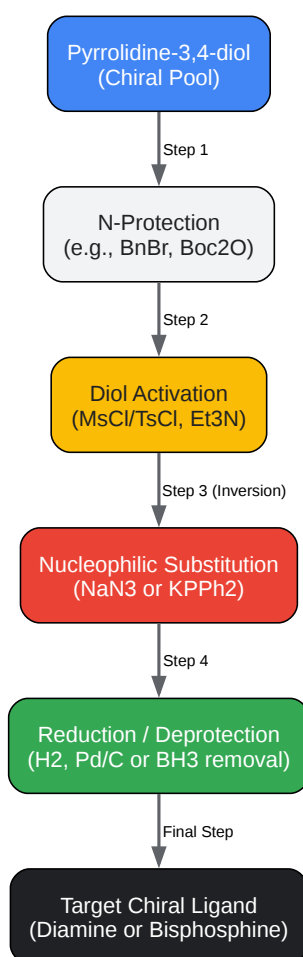 Pyrrolidine-3,4-diol
(Chiral Pool)
Step 1
N-Protection
(e.g., BnBr, Boc2O)
Step 2
Diol Activation
(MsCl/TsCl, Et3N)
Step 3 (Inversion)
Nucleophilic Substitution
(NaN3 or KPPh2)
Step 4
Reduction / Deprotection
(H2, Pd/C or BH3 removal)
Final Step
Target Chiral Ligand
(Diamine or Bisphosphine)